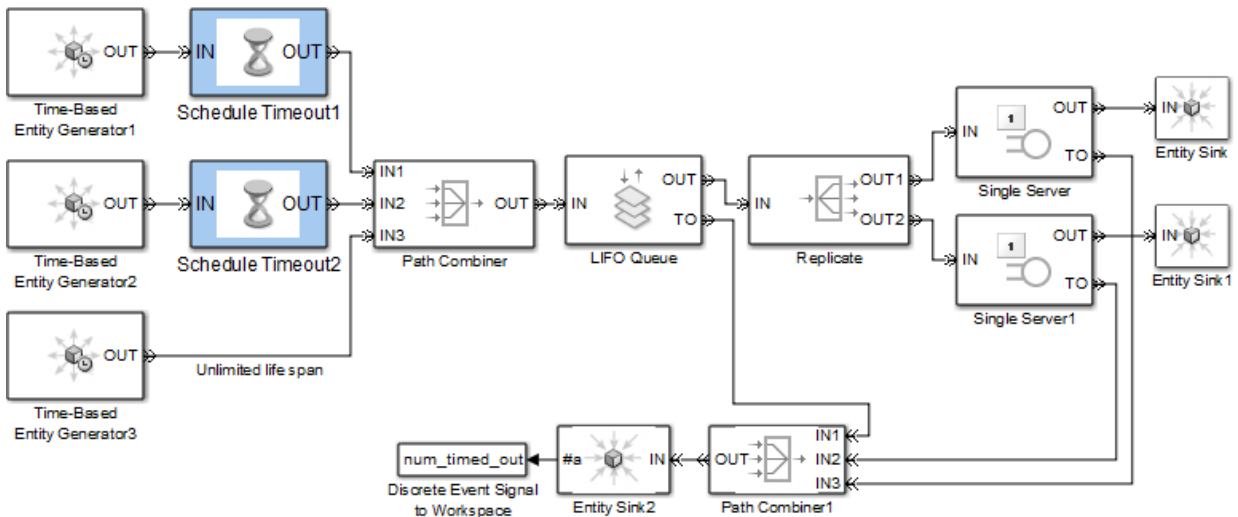 OUT
Time-Based
Entity Generator1
IN
OUT
Schedule Timeout1
OUT
Time-Based
Entity Generator2
IN
OUT
Schedule Timeout2
OUT
Time-Based
Entity Generator3
Unlimited life span
IN1
IN2
IN3
OUT
Path Combiner
IN
OUT
TO
LIFO Queue
IN
OUT1
OUT2
Replicate
IN
1
OUT
TO
Single Server
IN
Entity Sink
IN
1
OUT
TO
Single Server1
IN
Entity Sink1
num_timed_out
Discrete Event Signal
to Workspace
#a
IN
Entity Sink2
OUT
IN1
IN2
IN3
Path Combiner1